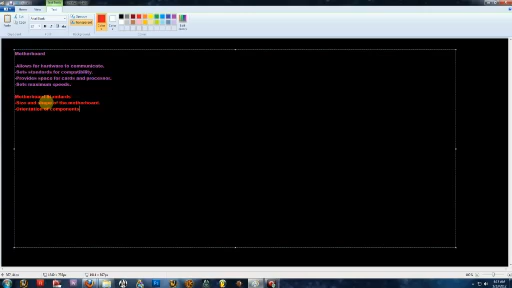 Motherboard
-Allows for hardware to communicate.
-Sets standards for compatibility.
-Provides space for cards and processor.
-Sets maximum speeds.
Motherboard Standards
-Size and shape of the motherboard
-Orientation of components